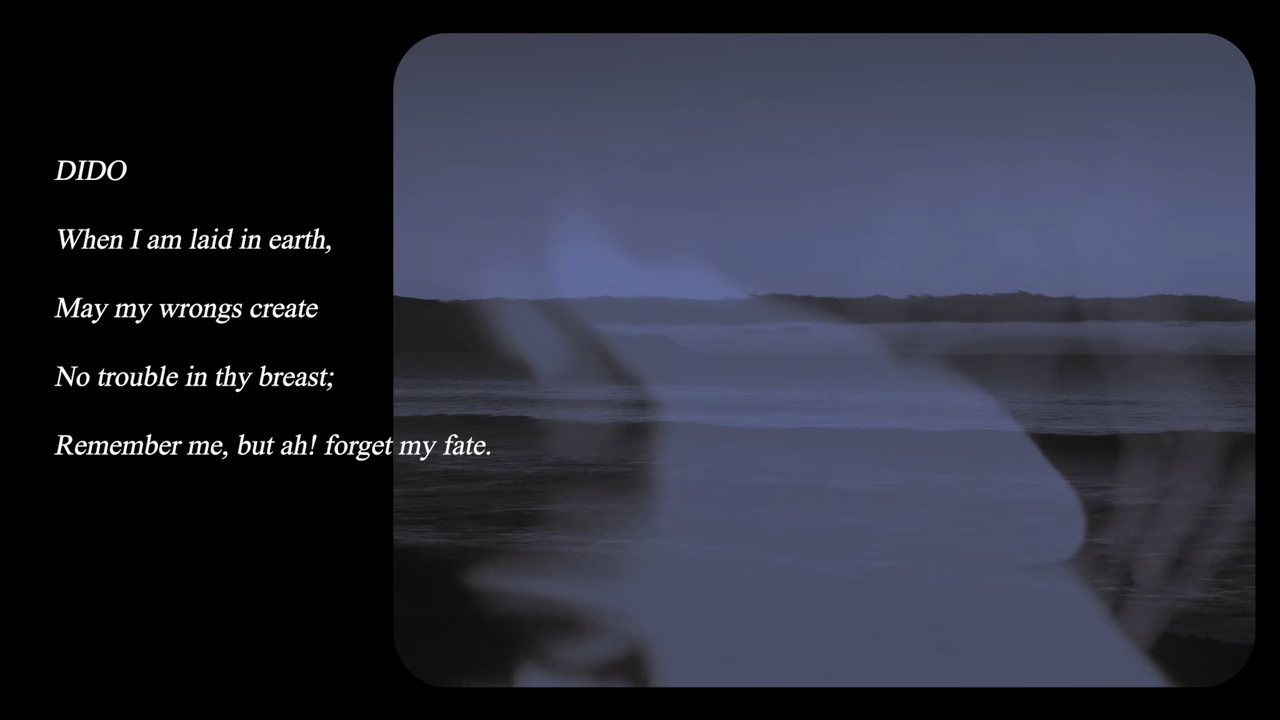 DIDO
When I am laid in earth,
May my wrongs create
No trouble in thy breast;
Remember me, but ah! forget my fate.